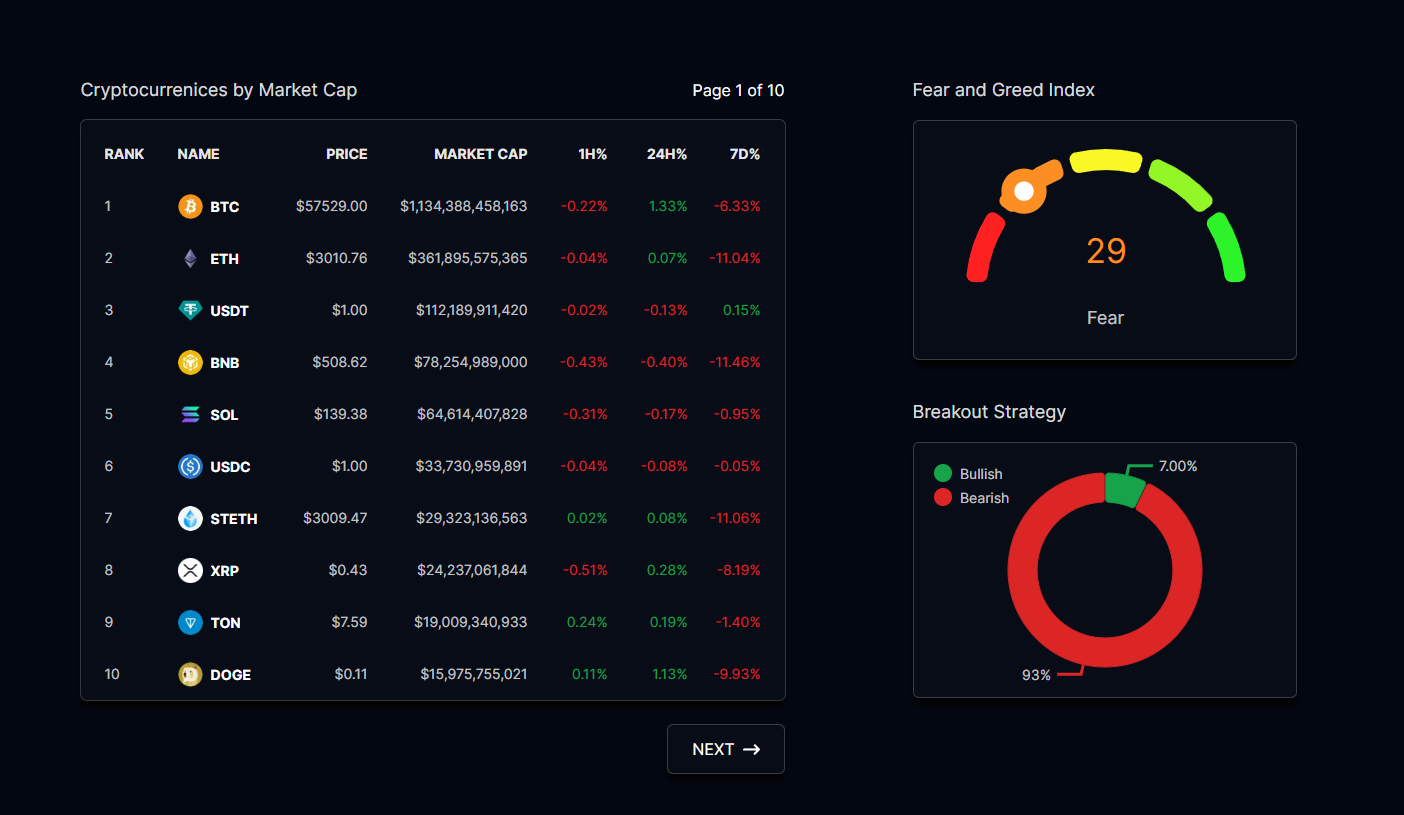 Cryptocurrenices by Market Cap Page 1 of 10
RANK NAME PRICE MARKET CAP 1H% 24H% 7D%
1 BTC $57529.00 $1,134,388,458,163 -0.22% 1.33% -6.33%
2 ETH $3010.76 $361,895,575,365 -0.04% 0.07% -11.04%
3 USDT $1.00 $112,189,911,420 -0.02% -0.13% 0.15%
4 BNB $508.62 $78,254,989,000 -0.43% -0.40% -11.46%
5 SOL $139.38 $64,614,407,828 -0.31% -0.17% -0.95%
6 USDC $1.00 $33,730,959,891 -0.04% -0.08% -0.05%
7 STETH $3009.47 $29,323,136,563 0.02% 0.08% -11.06%
8 XRP $0.43 $24,237,061,844 -0.51% 0.28% -8.19%
9 TON $7.59 $19,009,340,933 0.24% 0.19% -1.40%
10 DOGE $0.11 $15,975,755,021 0.11% 1.13% -9.93%
NEXT →
Fear and Greed Index
29
Fear
Breakout Strategy
Bullish
Bearish
7.00%
93%